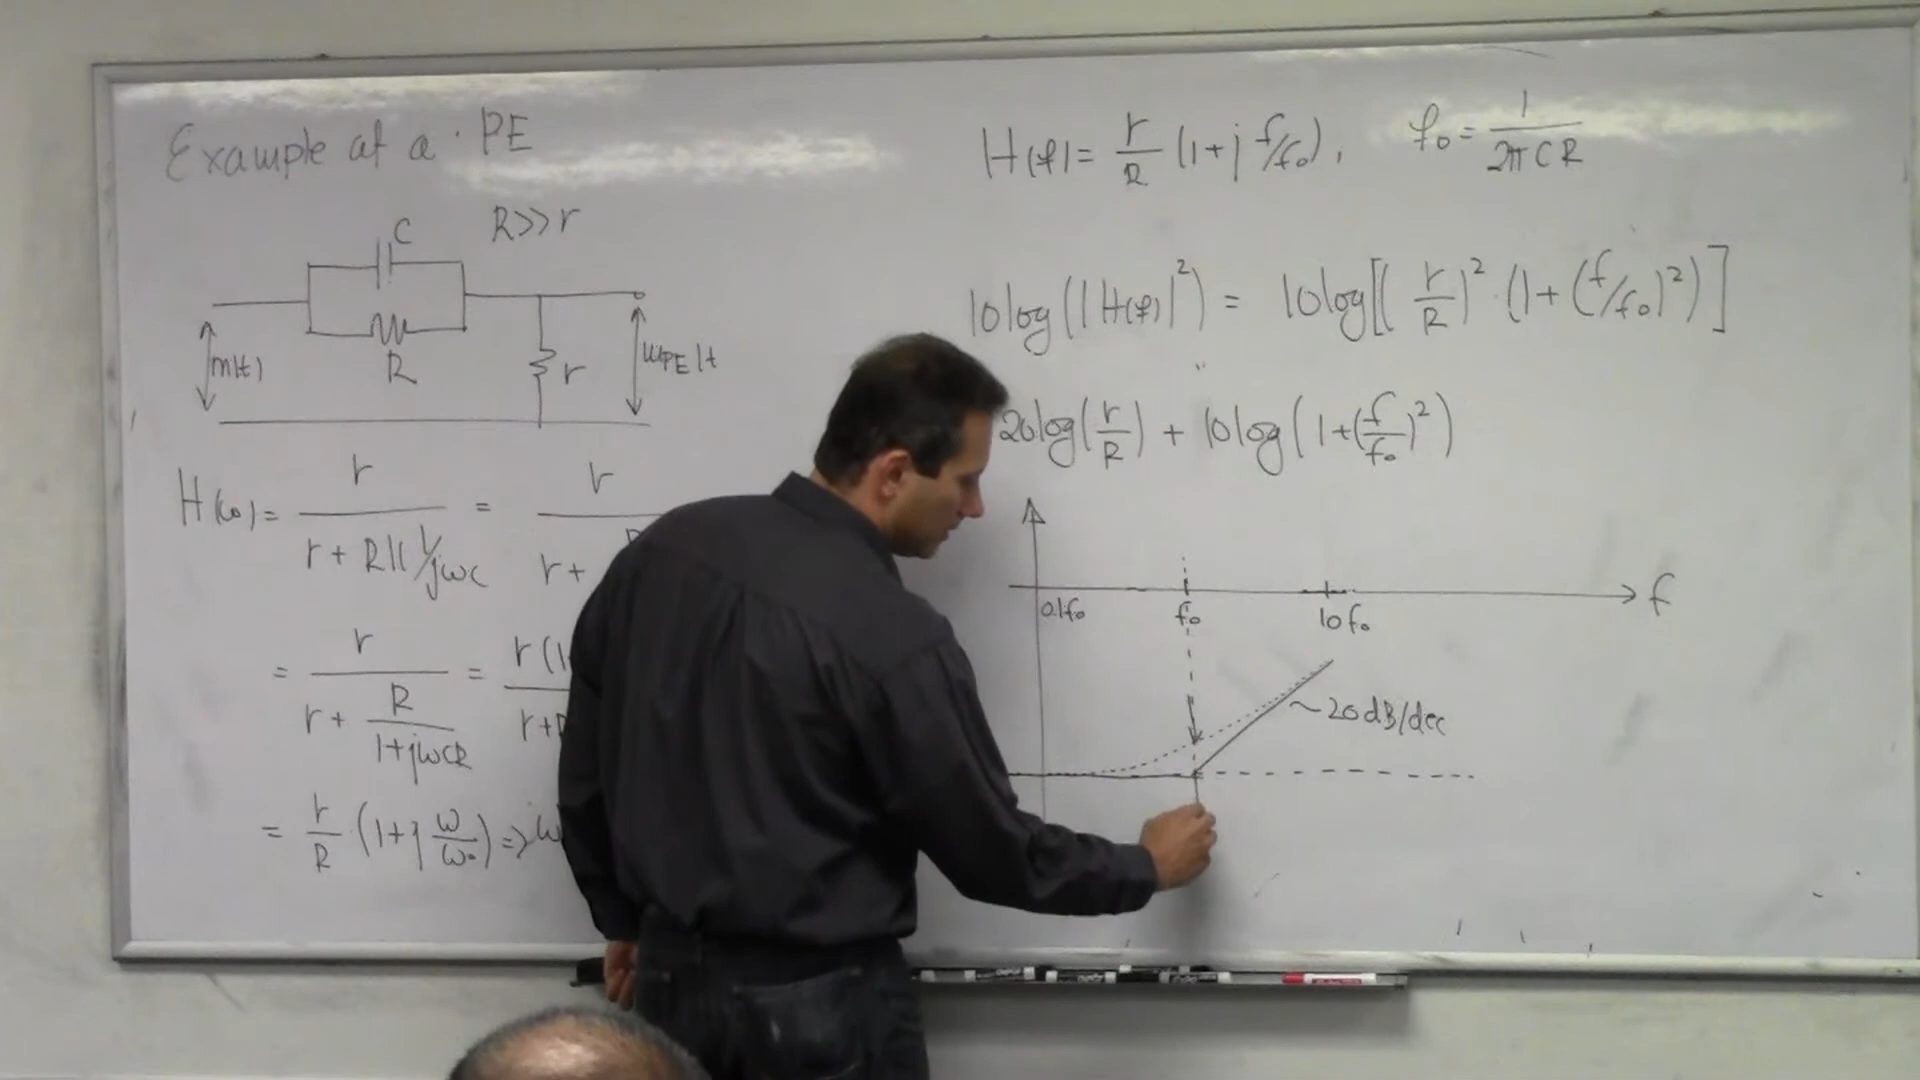 Example of a PE
C
R>>r
m(t)
R
r
mPE(t
H(ω) = r / (r + R||1/jωc) = r / (r +
= r / (r + R/(1+jωCR)) = r(1 / r+R
= r/R · (1+j ω/ω₀) => ω
H(f) = r/R (1+j f/f₀), f₀ = 1/(2πCR)
10log(|H(f)|²) = 10log[(r/R)² · (1+(f/f₀)²)]
20log(r/R) + 10log(1+(f/f₀)²)
0.1f₀ f₀ 10f₀ f
~20dB/dec